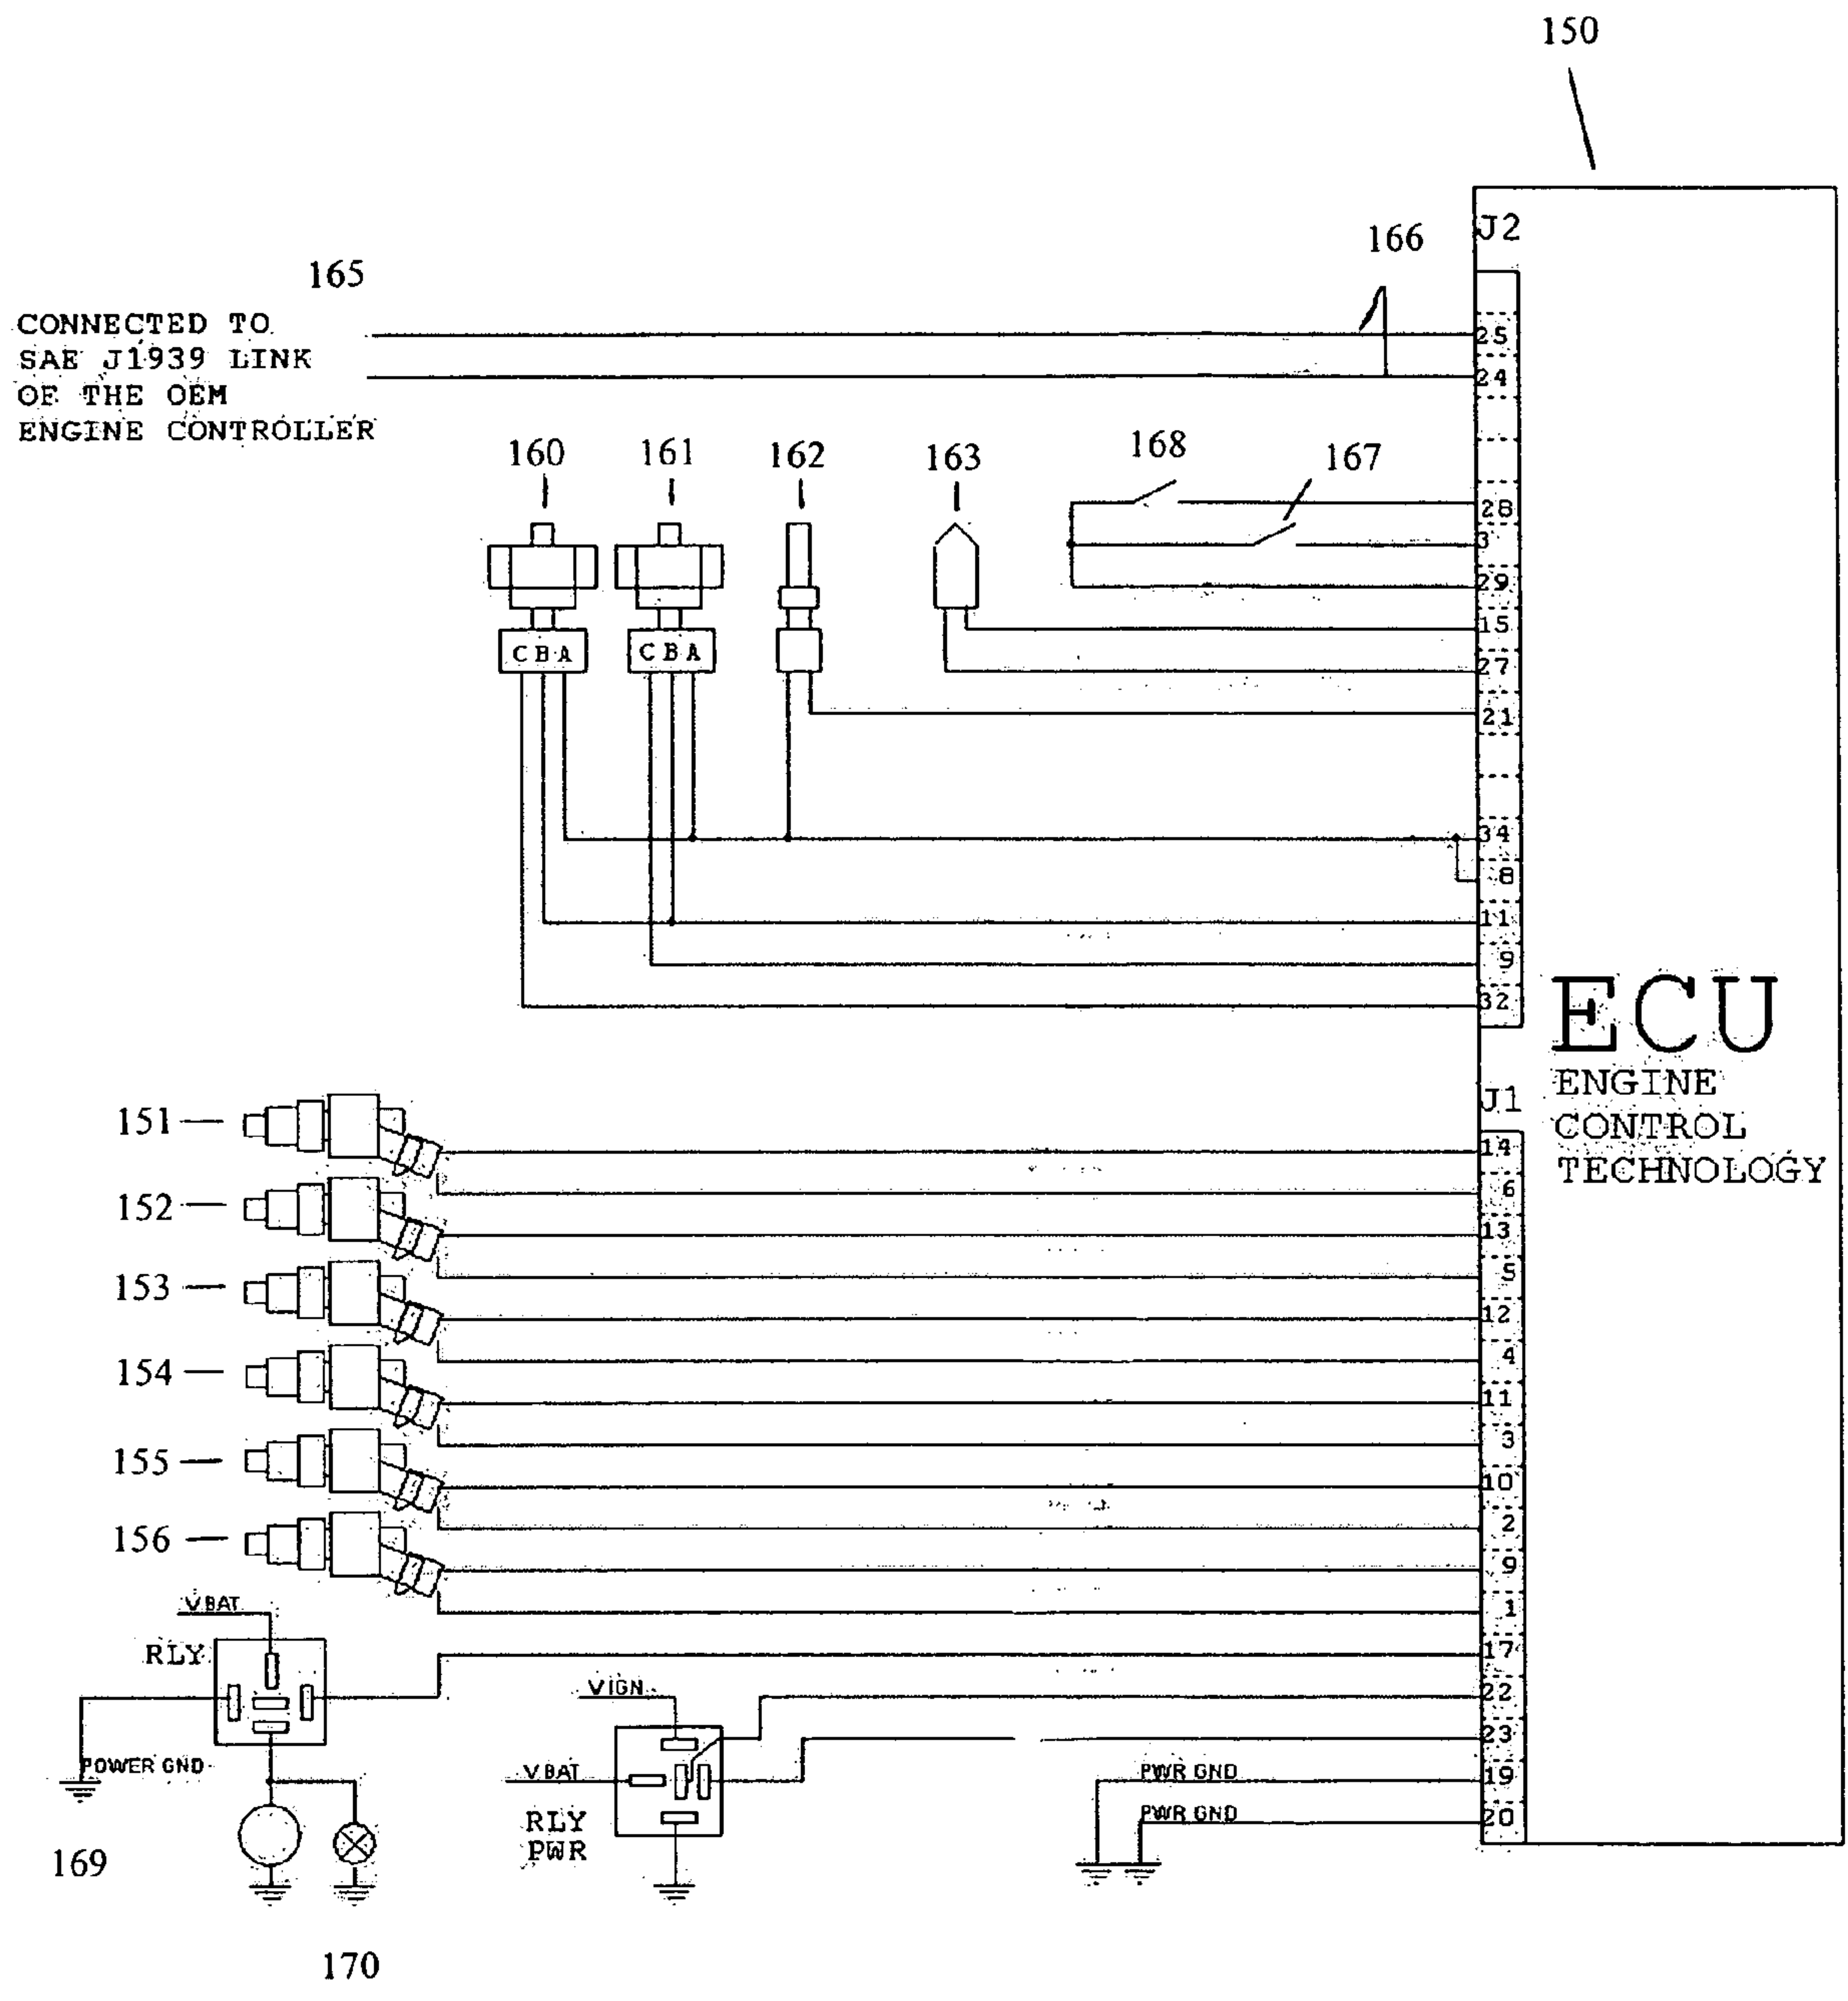 150
J2
166
165
CONNECTED TO
SAE J1939 LINK
OF THE OEM
ENGINE CONTROLLER
25
24
160
161
162
163
168
167
28
3
29
15
27
21
C B A
C B A
34
8
11
9
32
ECU
ENGINE
CONTROL
TECHNOLOGY
J1
151
14
6
152
13
5
153
12
4
154
11
3
155
10
2
156
9
1
VBAT
RLY
17
VIGN
22
23
POWER GND
VBAT
PWR GND
19
RLY
PWR
PWR GND
20
169
170